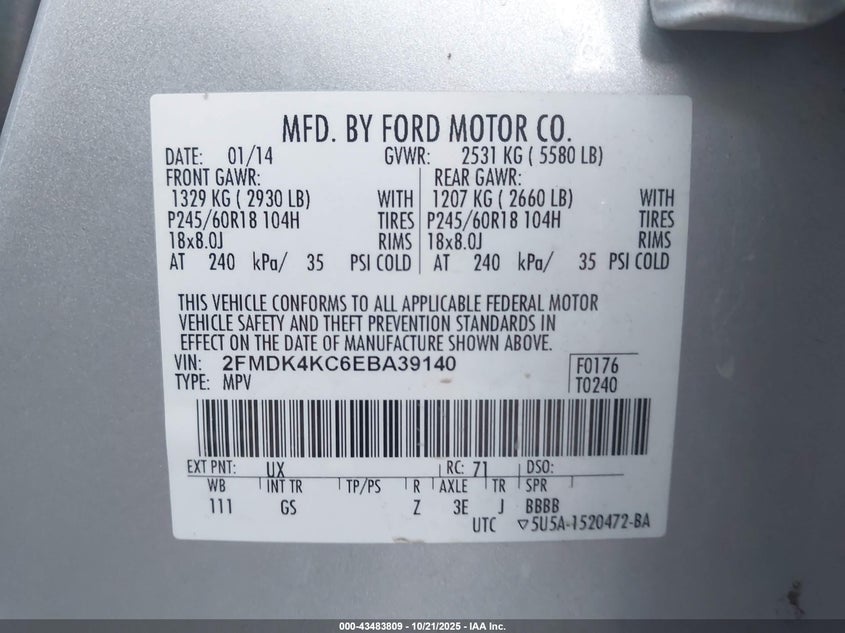 MFD. BY FORD MOTOR CO.
DATE: 01/14 GVWR: 2531 KG ( 5580 LB)
FRONT GAWR: REAR GAWR:
1329 KG ( 2930 LB) WITH 1207 KG ( 2660 LB) WITH
P245/60R18 104H TIRES P245/60R18 104H TIRES
18x8.0J RIMS 18x8.0J RIMS
AT 240 kPa/ 35 PSI COLD AT 240 kPa/ 35 PSI COLD
THIS VEHICLE CONFORMS TO ALL APPLICABLE FEDERAL MOTOR
VEHICLE SAFETY AND THEFT PREVENTION STANDARDS IN
EFFECT ON THE DATE OF MANUFACTURE SHOWN ABOVE.
VIN: 2FMDK4KC6EBA39140 F0176
TYPE: MPV T0240
EXT PNT: UX RC: 71 DSO:
WB INT TR TP/PS R AXLE TR SPR
111 GS Z 3E J BBBB
UTC ▽5U5A-1520472-BA
000-43483809 - 10/21/2025 - IAA Inc.